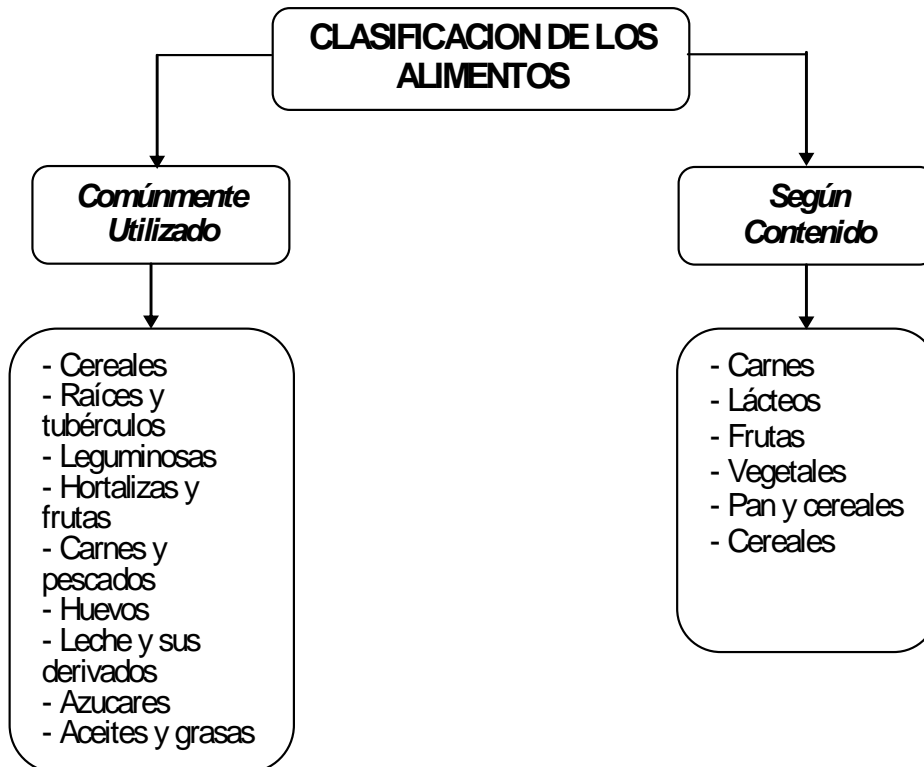 CLASIFICACION DE LOS
ALIMENTOS
Comúnmente
Utilizado
Según
Contenido
- Cereales
- Raíces y
tubérculos
- Leguminosas
- Hortalizas y
frutas
- Carnes y
pescados
- Huevos
- Leche y sus
derivados
- Azucares
- Aceites y grasas
- Carnes
- Lácteos
- Frutas
- Vegetales
- Pan y cereales
- Cereales